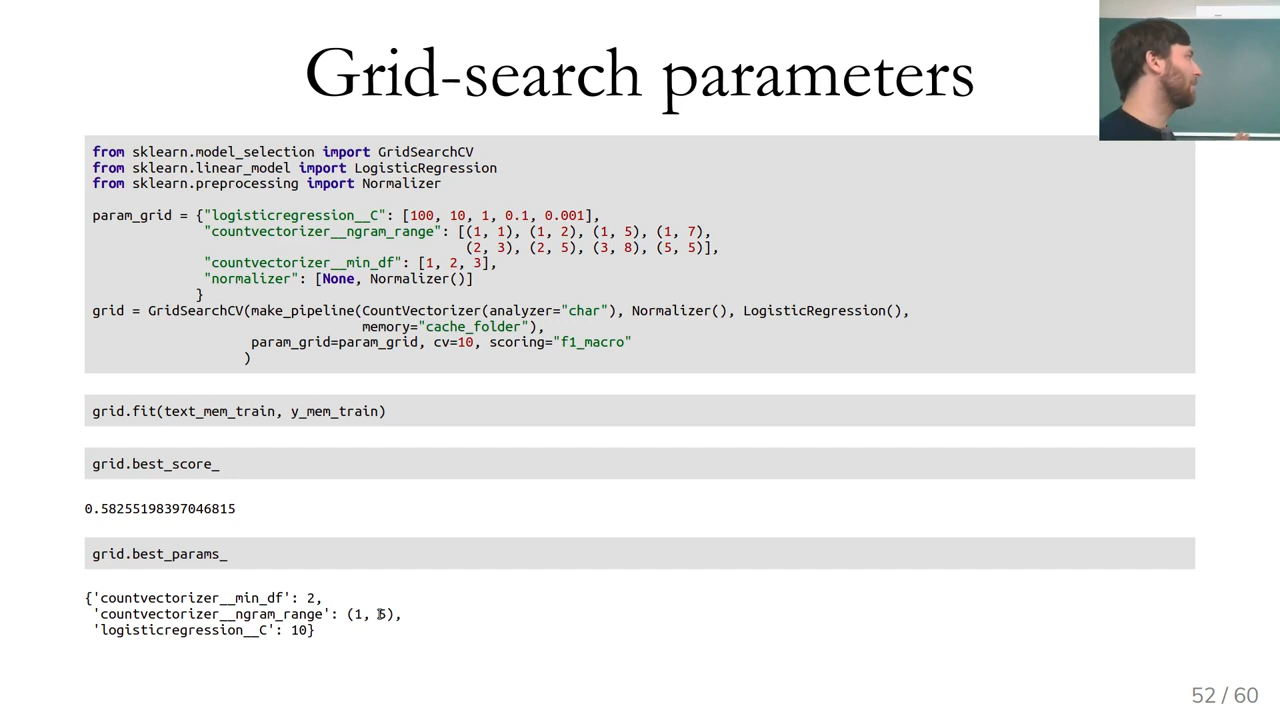 Grid-search parameters
from sklearn.model_selection import GridSearchCV
from sklearn.linear_model import LogisticRegression
from sklearn.preprocessing import Normalizer
param_grid = {"logisticregression__C": [100, 10, 1, 0.1, 0.001],
"countvectorizer__ngram_range": [(1, 1), (1, 2), (1, 5), (1, 7),
(2, 3), (2, 5), (3, 8), (5, 5)],
"countvectorizer__min_df": [1, 2, 3],
"normalizer": [None, Normalizer()]
}
grid = GridSearchCV(make_pipeline(CountVectorizer(analyzer="char"), Normalizer(), LogisticRegression(),
memory="cache_folder"),
param_grid=param_grid, cv=10, scoring="f1_macro"
)
grid.fit(text_mem_train, y_mem_train)
grid.best_score_
0.58255198397046815
grid.best_params_
{'countvectorizer__min_df': 2,
'countvectorizer__ngram_range': (1, 5),
'logisticregression__C': 10}
52 / 60